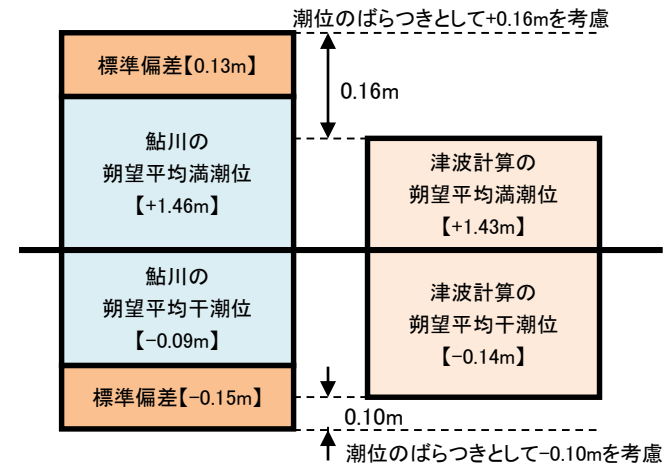 潮位のばらつきとして+0.16mを考慮
標準偏差【0.13m】
0.16m
鮎川の
朔望平均満潮位
【+1.46m】
津波計算の
朔望平均満潮位
【+1.43m】
鮎川の
朔望平均干潮位
【-0.09m】
津波計算の
朔望平均干潮位
【-0.14m】
標準偏差【-0.15m】
0.10m
潮位のばらつきとして-0.10mを考慮